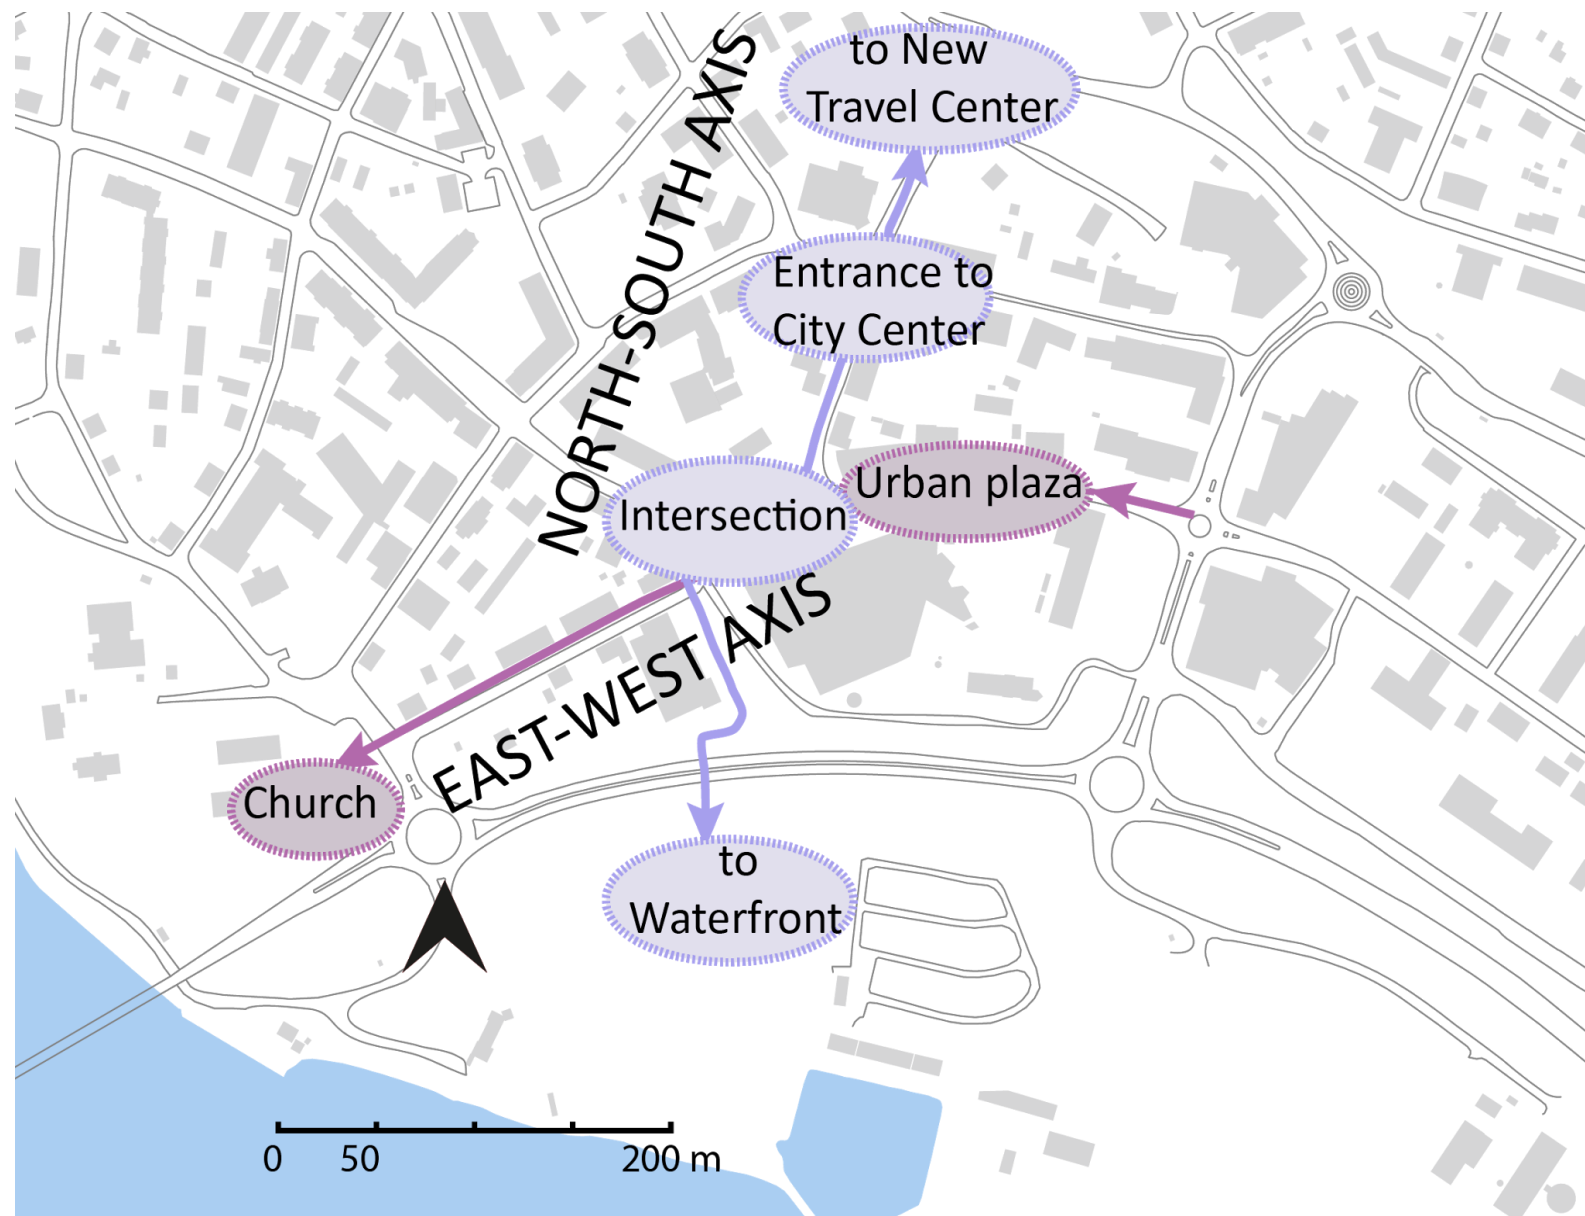 to New
Travel Center
NORTH-SOUTH AXIS
Entrance to
City Center
Urban plaza
Intersection
EAST-WEST AXIS
Church
to
Waterfront
0 50 200 m